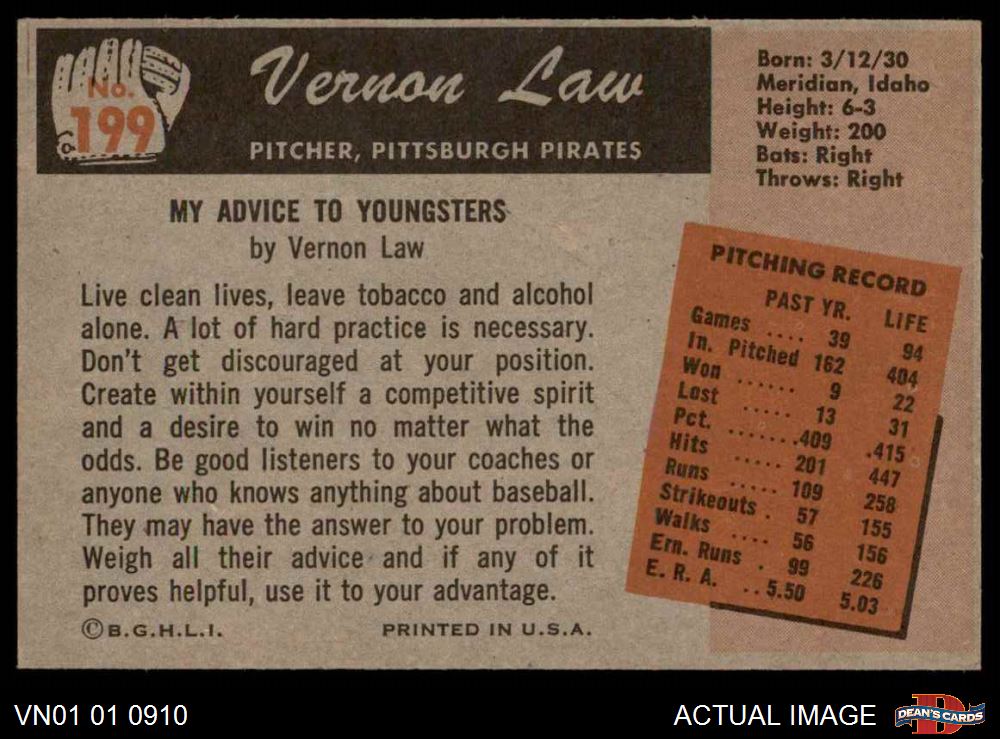 No.
199
Vernon Law
PITCHER, PITTSBURGH PIRATES
Born: 3/12/30
Meridian, Idaho
Height: 6-3
Weight: 200
Bats: Right
Throws: Right
MY ADVICE TO YOUNGSTERS
by Vernon Law
Live clean lives, leave tobacco and alcohol
alone. A lot of hard practice is necessary.
Don't get discouraged at your position.
Create within yourself a competitive spirit
and a desire to win no matter what the
odds. Be good listeners to your coaches or
anyone who knows anything about baseball.
They may have the answer to your problem.
Weigh all their advice and if any of it
proves helpful, use it to your advantage.
©B.G.H.L.I. PRINTED IN U.S.A.
PITCHING RECORD
PAST YR. LIFE
Games .... 39 94
In. Pitched 162 404
Won ...... 9 22
Lost ..... 13 31
Pct. .......409 .415
Hits ..... 201 447
Runs ..... 109 258
Strikeouts . 57 155
Walks .... 56 156
Ern. Runs . 99 226
E. R. A. ..5.50 5.03
VN01 01 0910
ACTUAL IMAGE
D
DEAN'S CARDS